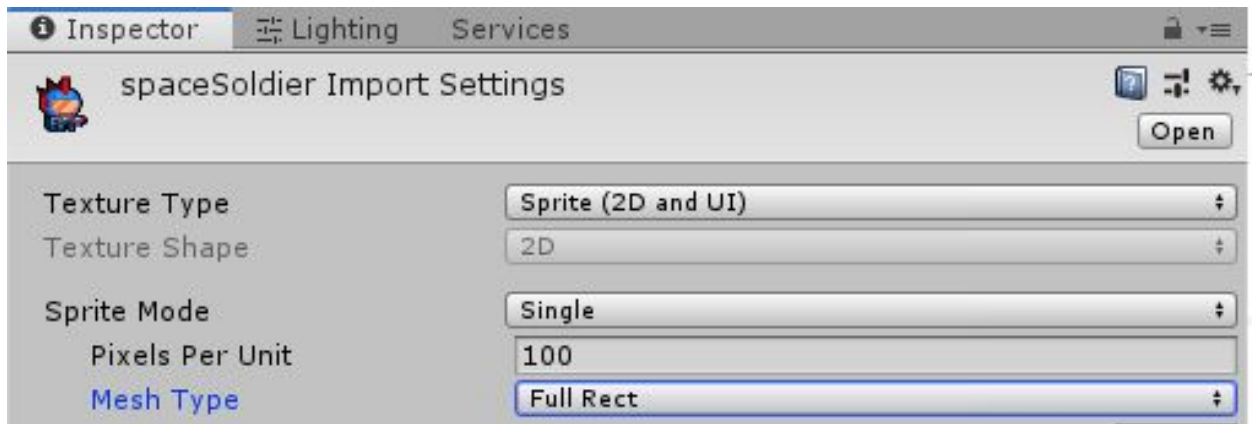 Inspector Lighting Services
spaceSoldier Import Settings
Open
Texture Type Sprite (2D and UI)
Texture Shape 2D
Sprite Mode Single
Pixels Per Unit 100
Mesh Type Full Rect